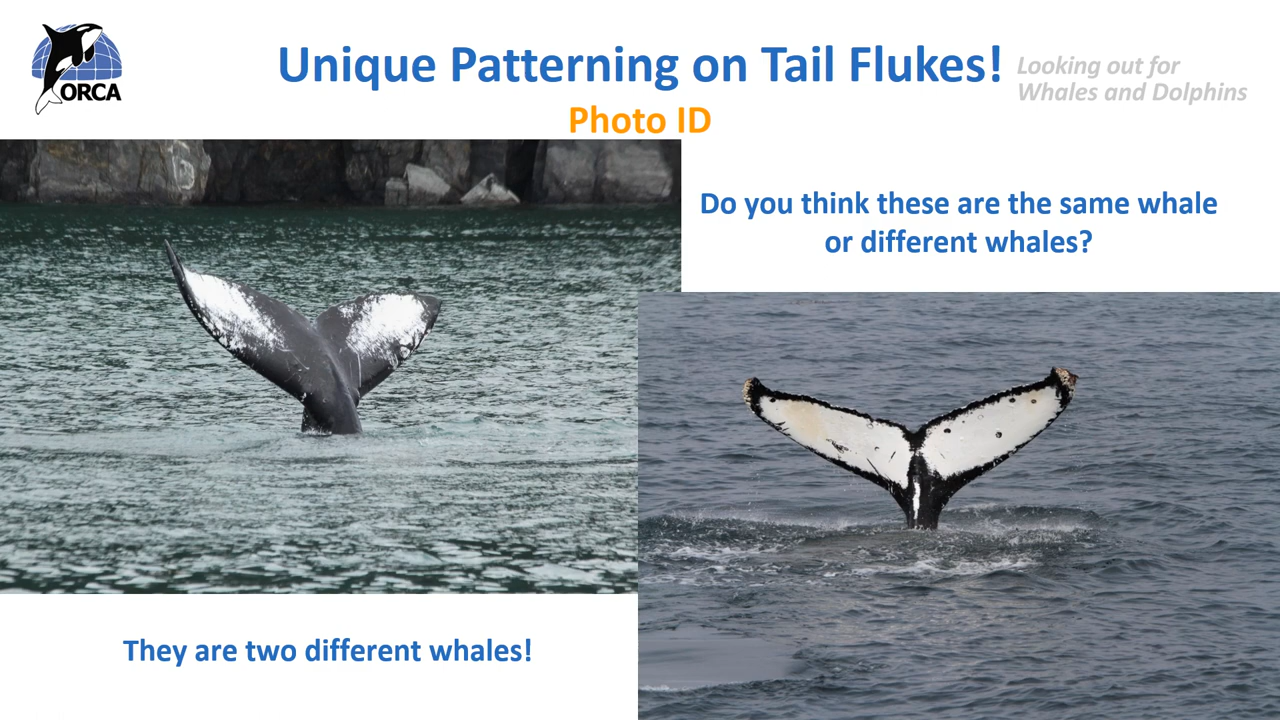 ORCA
Unique Patterning on Tail Flukes!
Looking out for
Whales and Dolphins
Photo ID
Do you think these are the same whale
or different whales?
They are two different whales!